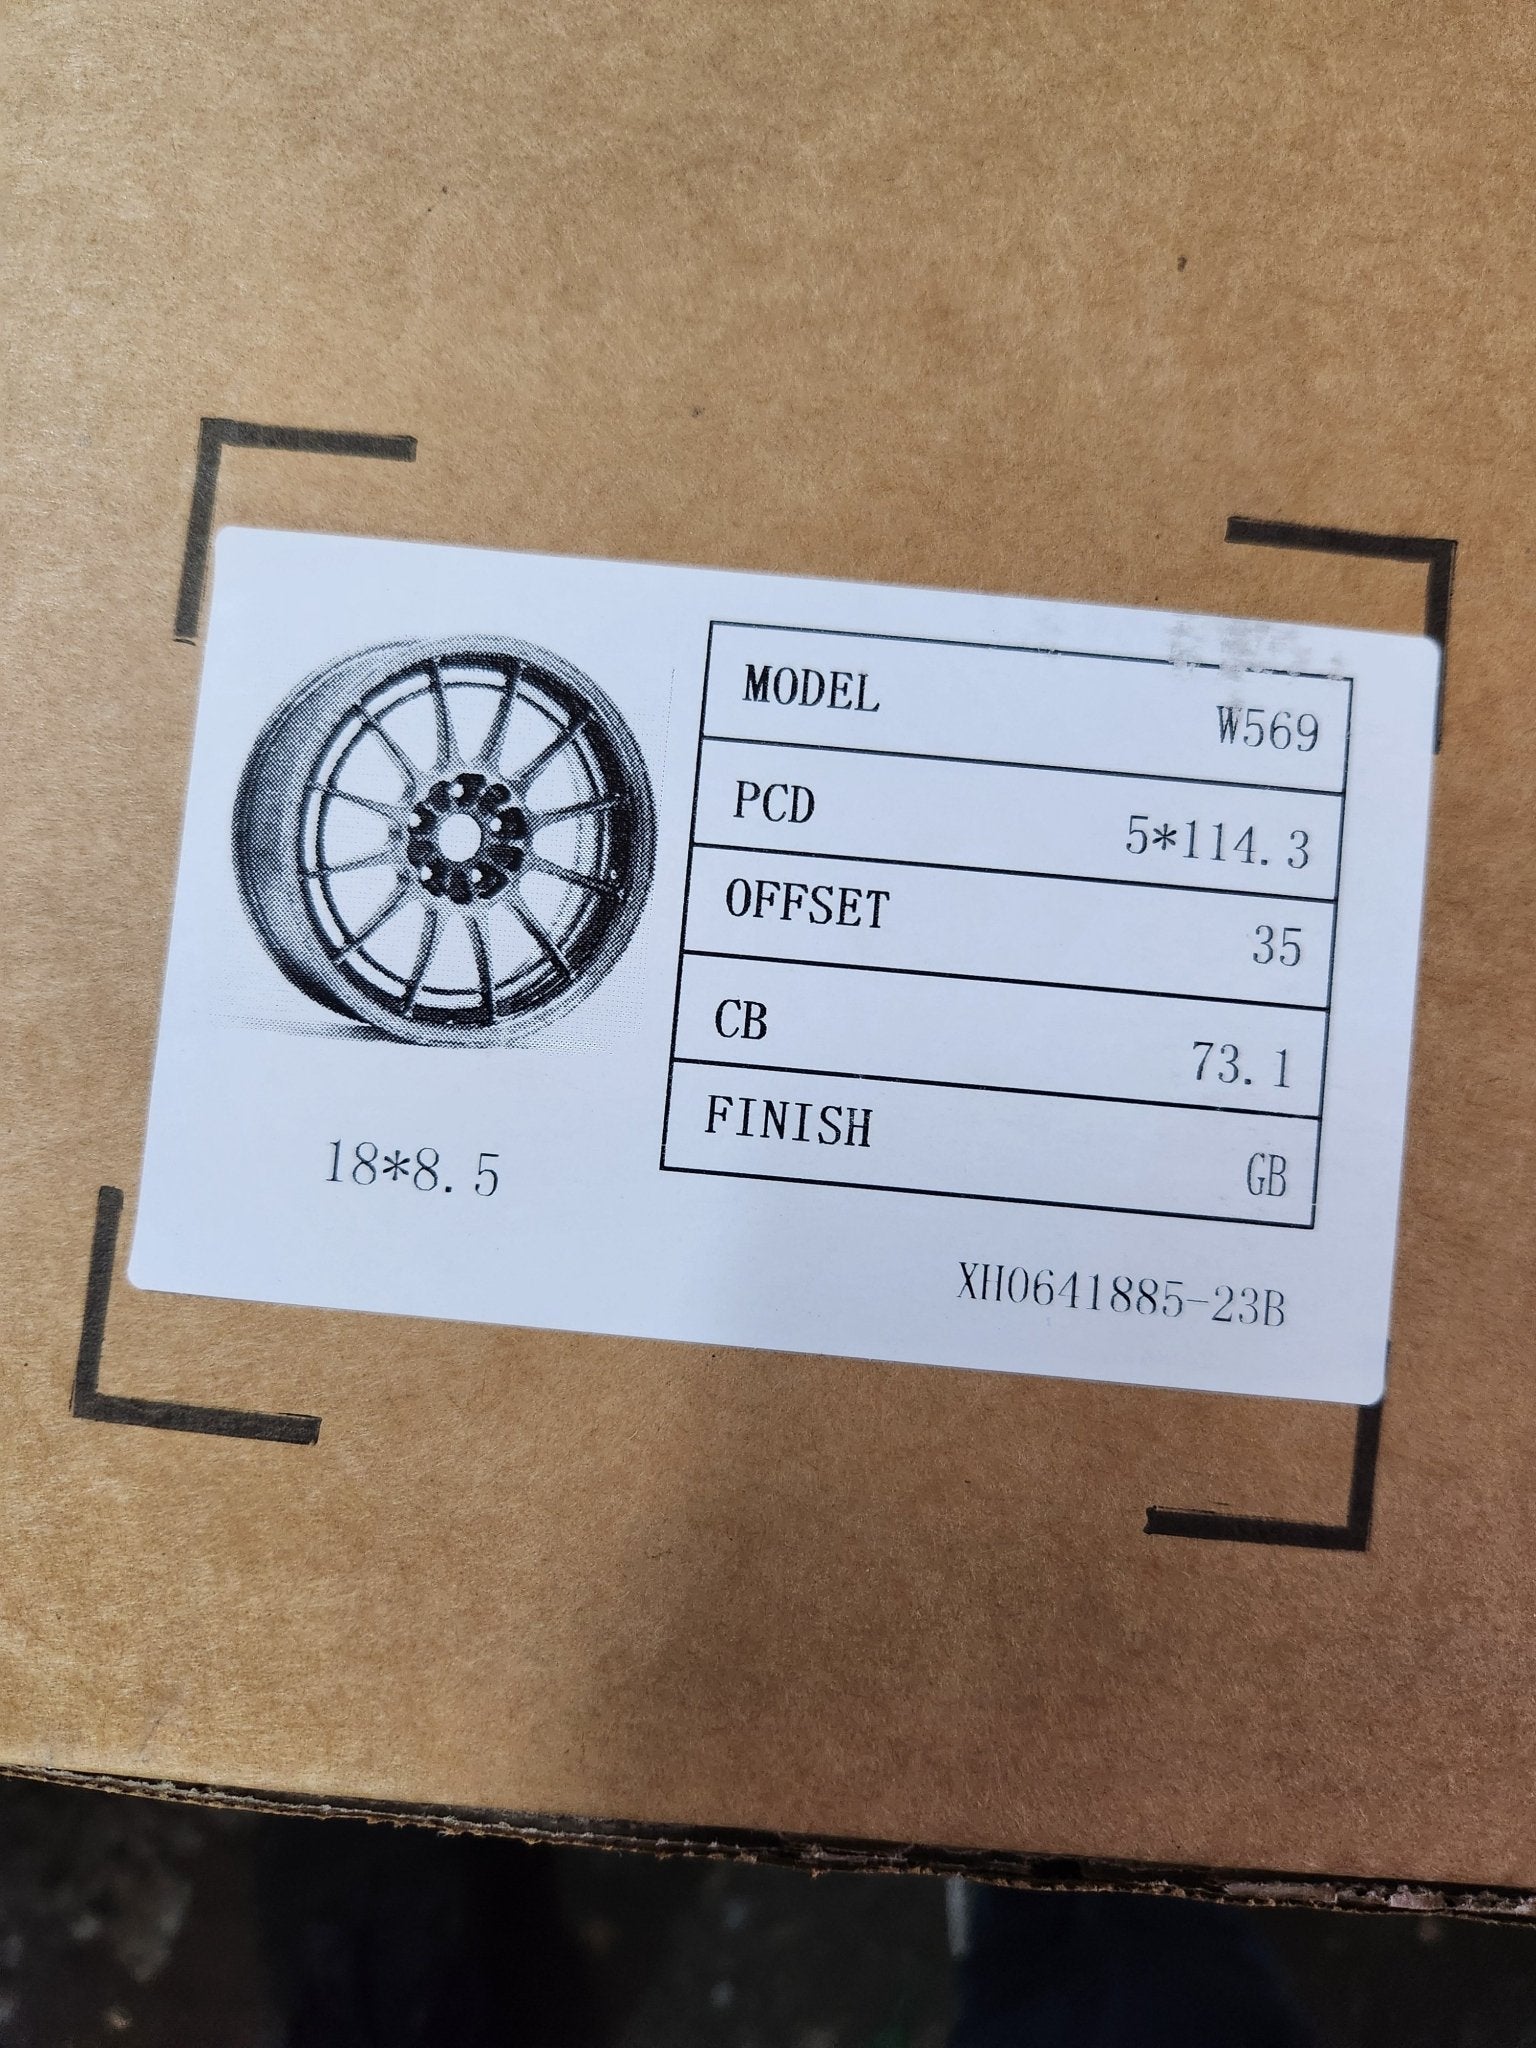 MODEL W569
PCD 5*114.3
OFFSET 35
CB 73.1
FINISH GB
18*8.5
XH0641885-23B